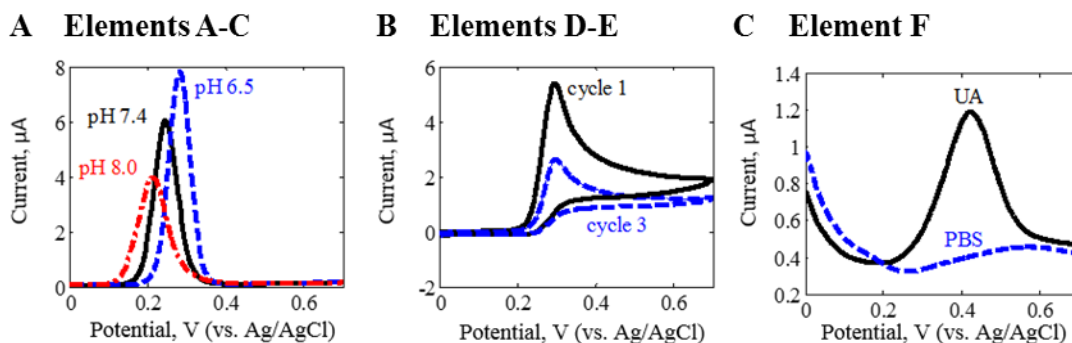 A Elements A-C
8
6
4
2
0
0
0.2
0.4
0.6
Current, μA
Potential, V (vs. Ag/AgCl)
pH 6.5
pH 7.4
pH 8.0
B Elements D-E
6
4
2
0
-2
0
0.2
0.4
0.6
Current, μA
Potential, V (vs. Ag/AgCl)
cycle 1
cycle 3
C Element F
1.4
1.2
1
0.8
0.6
0.4
0.2
0
0.2
0.4
0.6
Current, μA
Potential, V (vs. Ag/AgCl)
UA
PBS